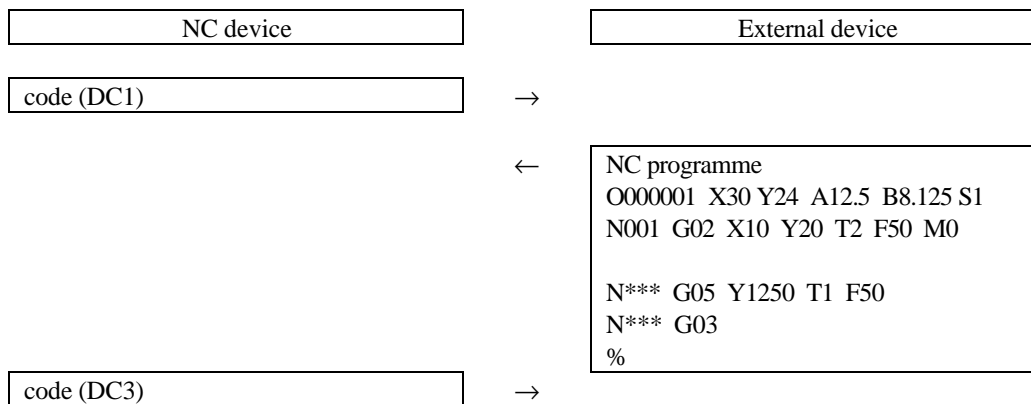 NC device External device
code (DC1) →
← NC programme
O000001 X30 Y24 A12.5 B8.125 S1
N001 G02 X10 Y20 T2 F50 M0
N*** G05 Y1250 T1 F50
N*** G03
%
code (DC3) →